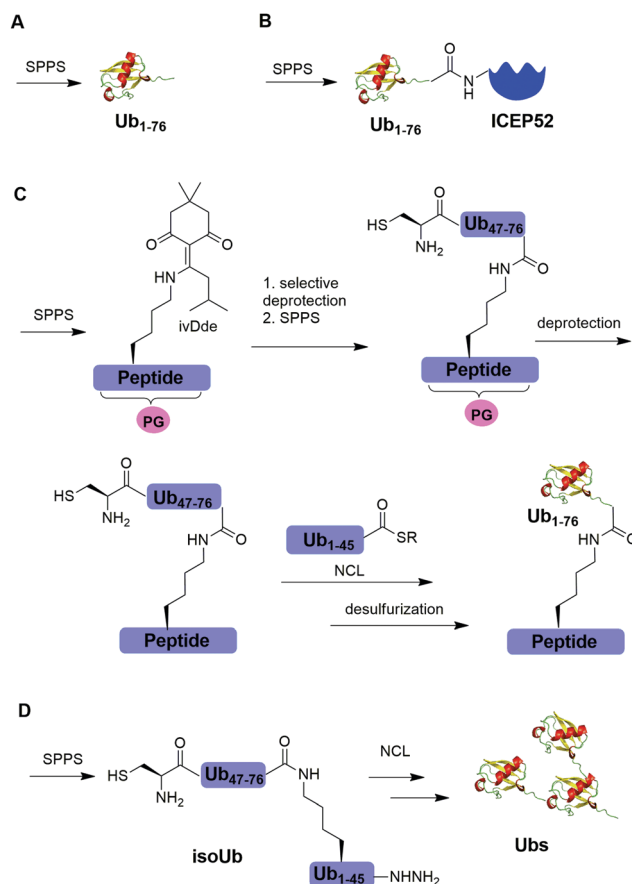 A
SPPS
Ub1-76
B
SPPS
O
N
H
Ub1-76
ICEP52
C
SPPS
O
O
NH
ivDde
Peptide
PG
1. selective
deprotection
2. SPPS
HS
O
NH2
Ub47-76
HN
O
Peptide
PG
deprotection
HS
O
NH2
Ub47-76
HN
O
Peptide
Ub1-45
O
SR
NCL
desulfurization
Ub1-76
HN
O
Peptide
D
SPPS
HS
O
NH2
Ub47-76
O
NH
isoUb
Ub1-45
NHNH2
NCL
Ubs